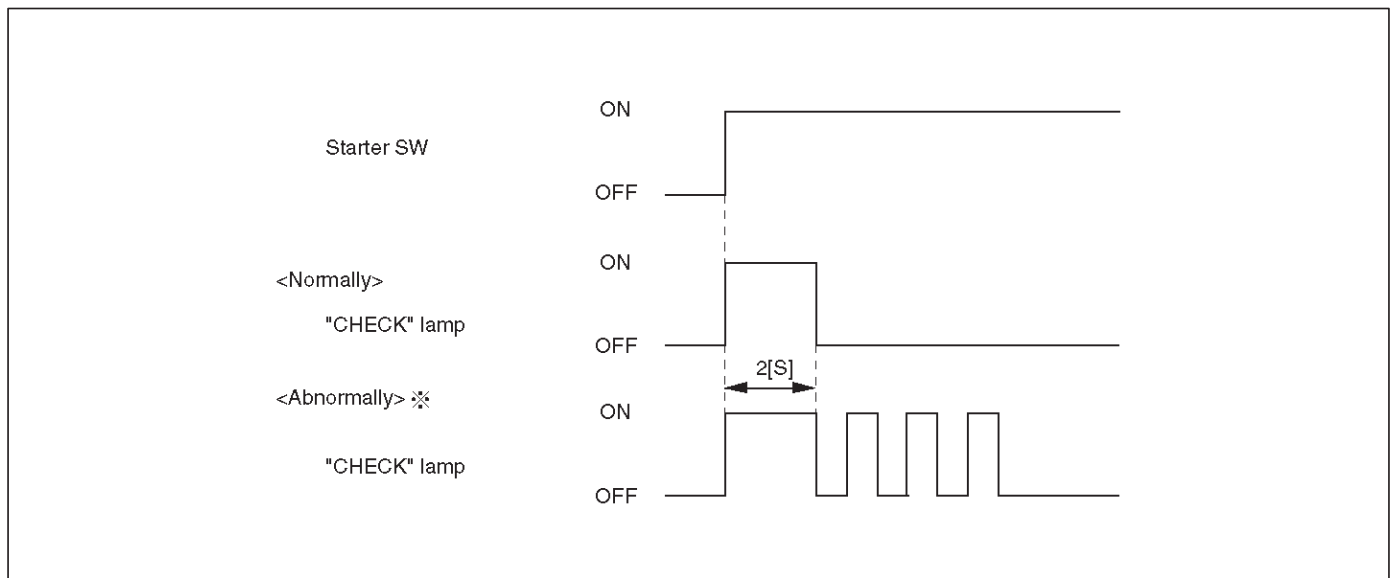 ON
Starter SW
OFF
ON
<Normally>
"CHECK" lamp
OFF
2[S]
<Abnormally> ※
ON
"CHECK" lamp
OFF